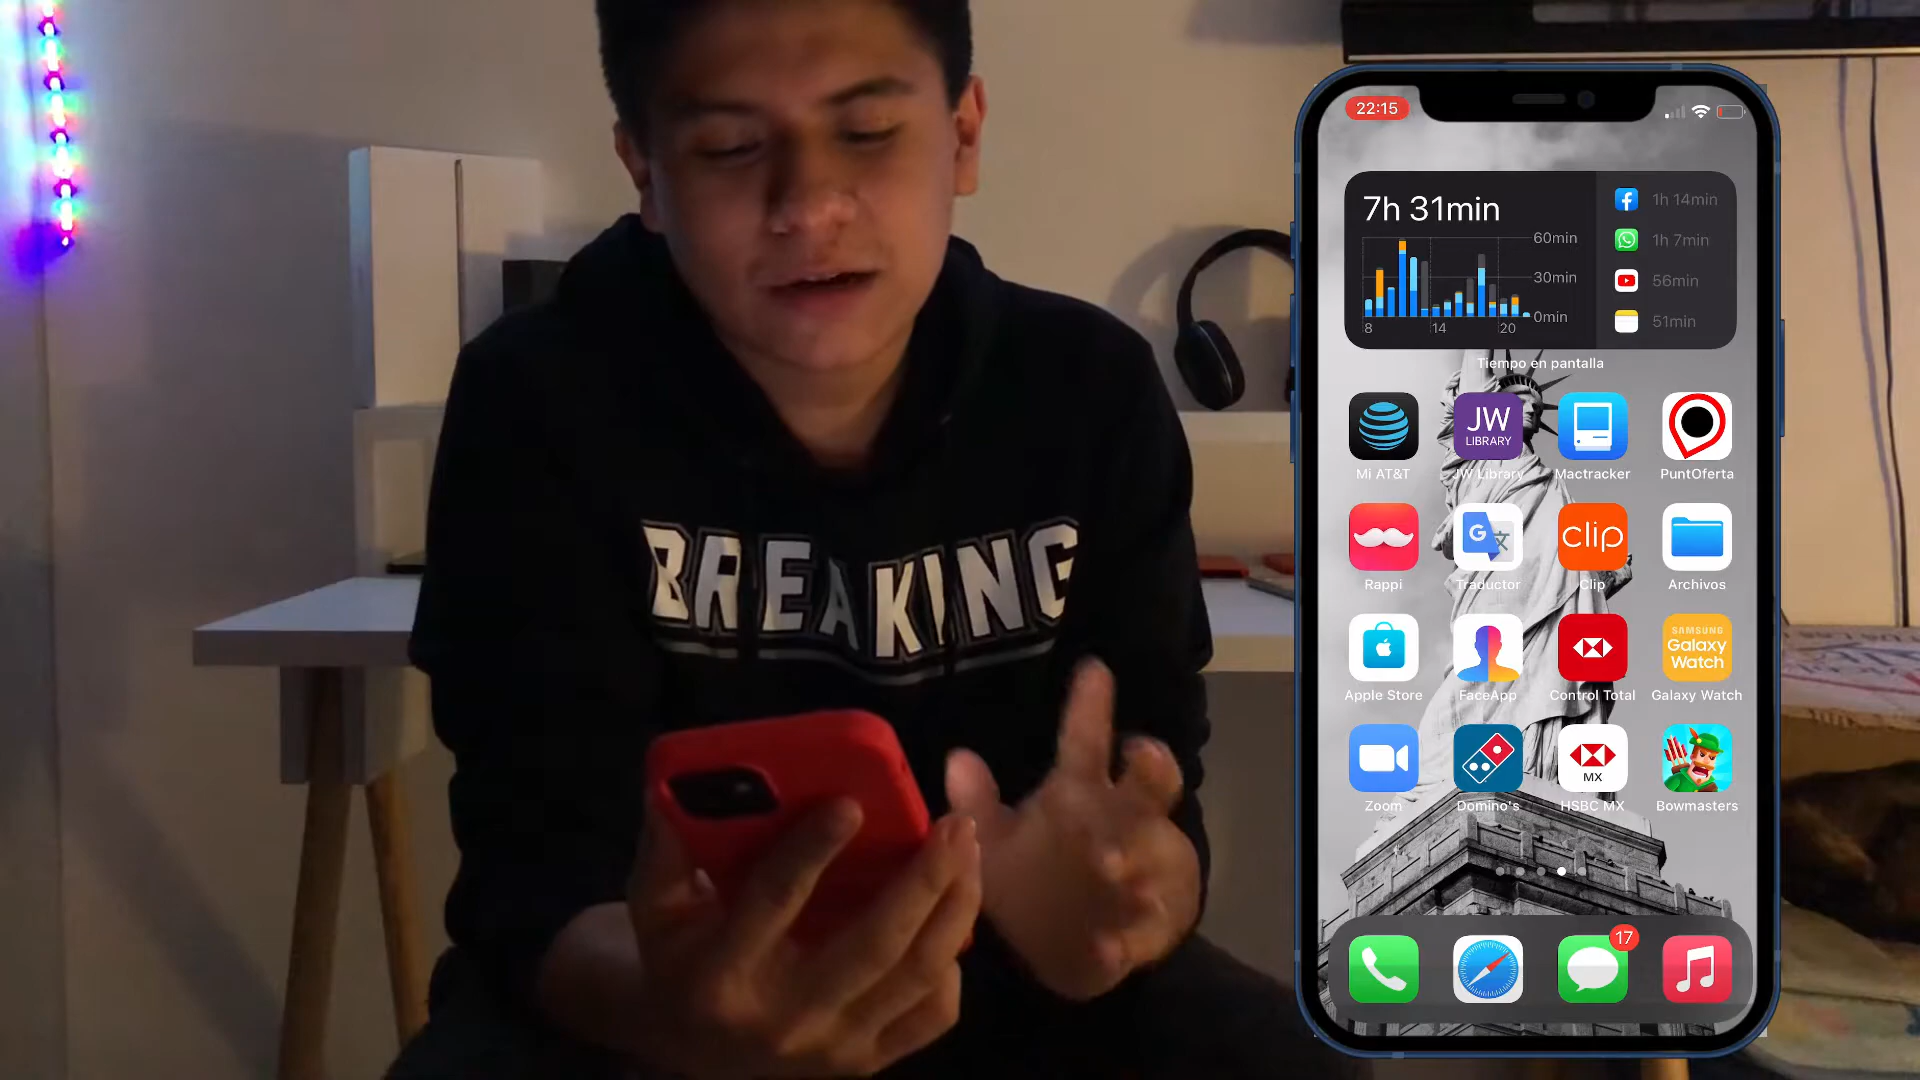 BREAKING
22:15
7h 31min
60min
30min
0min
8 14 20
1h 14min
1h 7min
56min
51min
Tiempo en pantalla
JW
LIBRARY
Mi AT&T JW Library Mactracker PuntOferta
G 文
clip
Rappi Traductor Clip Archivos
SAMSUNG
Galaxy
Watch
Apple Store FaceApp Control Total Galaxy Watch
MX
Zoom Domino's HSBC MX Bowmasters
17